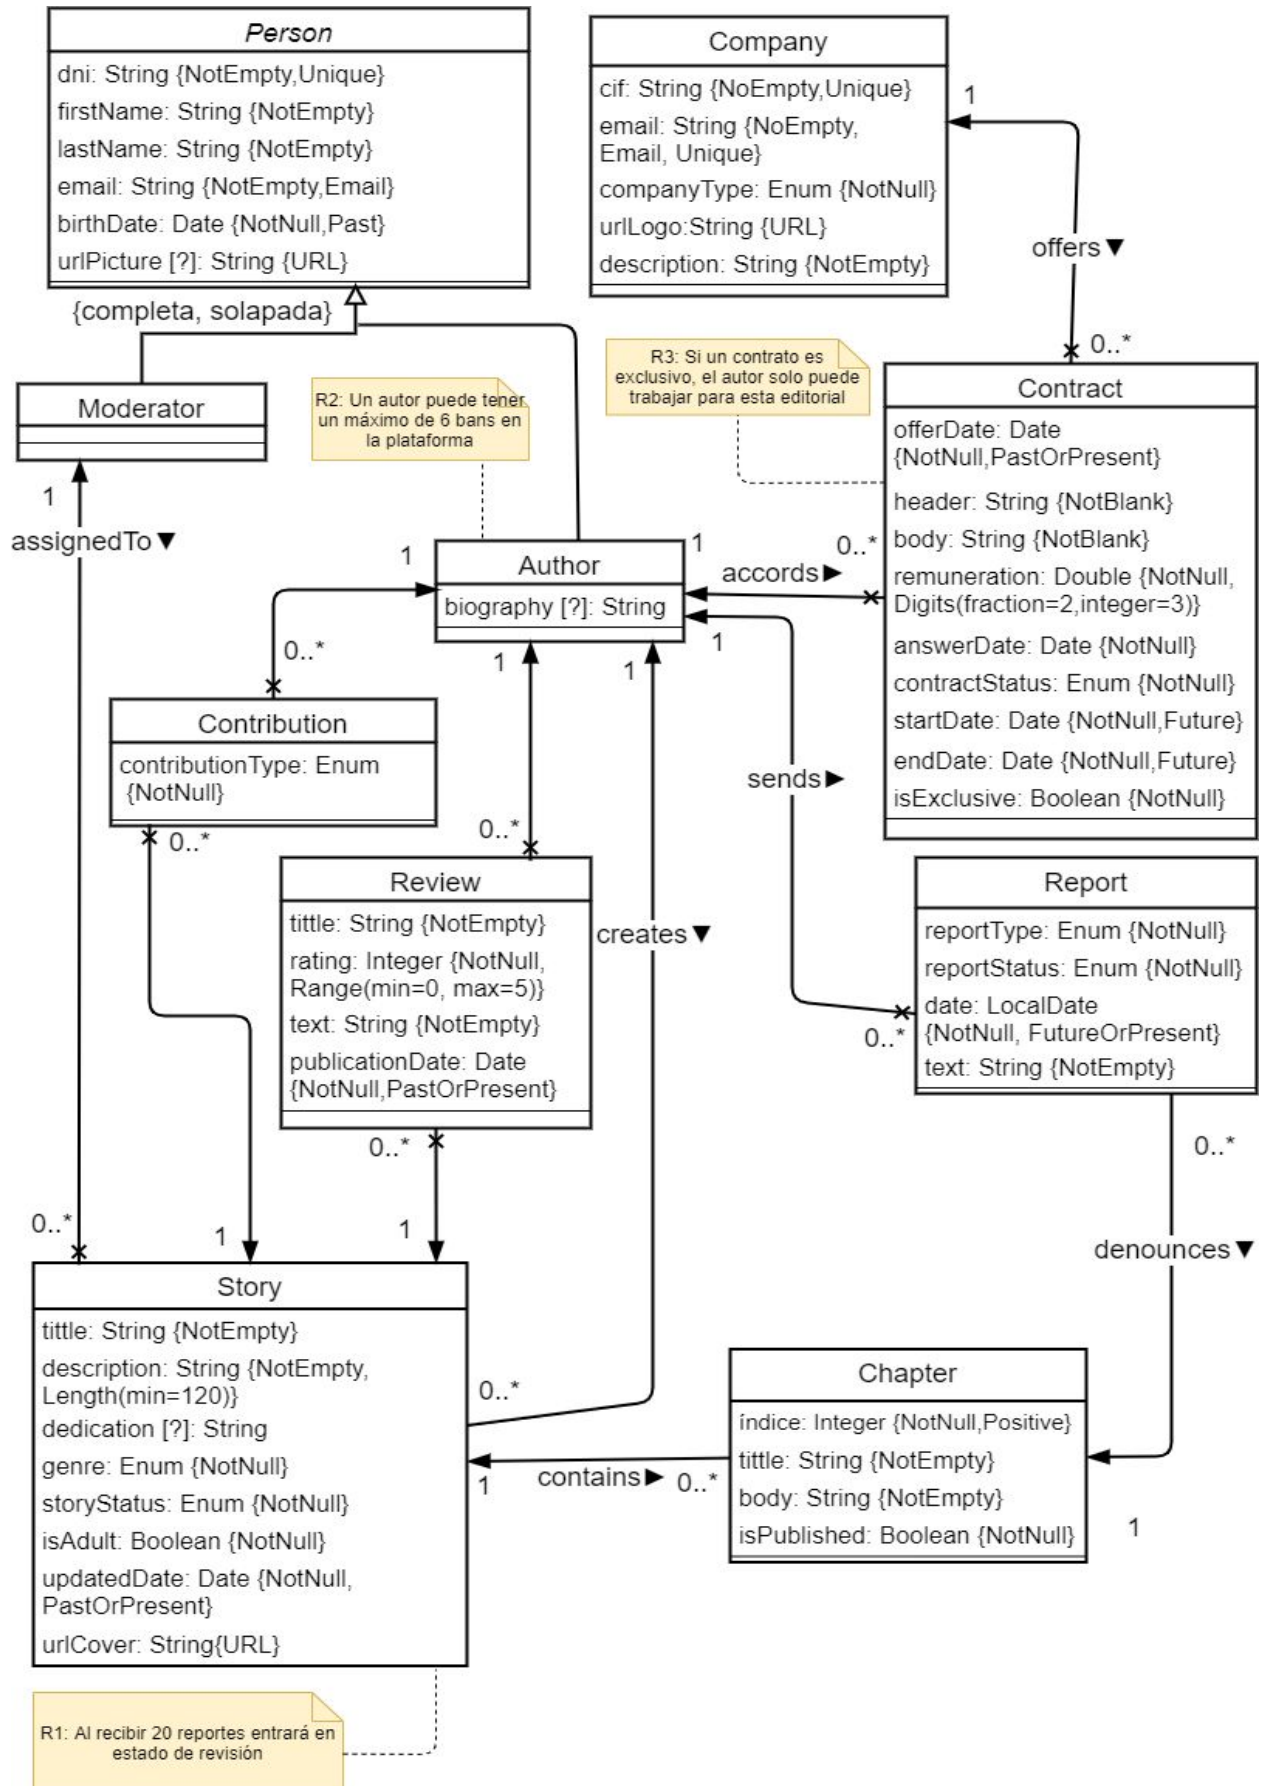 Person
dni: String {NotEmpty,Unique}
firstName: String {NotEmpty}
lastName: String {NotEmpty}
email: String {NotEmpty,Email}
birthDate: Date {NotNull,Past}
urlPicture [?]: String {URL}
{completa, solapada}
Company
cif: String {NoEmpty,Unique}
email: String {NoEmpty,
Email, Unique}
companyType: Enum {NotNull}
urlLogo:String {URL}
description: String {NotEmpty}
1
offers▼
0..*
R3: Si un contrato es
exclusivo, el autor solo puede
trabajar para esta editorial
Moderator
1
assignedTo▼
0..*
R2: Un autor puede tener
un máximo de 6 bans en
la plataforma
Contract
offerDate: Date
{NotNull,PastOrPresent}
header: String {NotBlank}
body: String {NotBlank}
remuneration: Double {NotNull,
Digits(fraction=2,integer=3)}
answerDate: Date {NotNull}
contractStatus: Enum {NotNull}
startDate: Date {NotNull,Future}
endDate: Date {NotNull,Future}
isExclusive: Boolean {NotNull}
Author
biography [?]: String
1
1
accords▶
0..*
1
sends▶
0..*
1
1
0..*
Contribution
contributionType: Enum
{NotNull}
0..*
1
0..*
Review
tittle: String {NotEmpty}
rating: Integer {NotNull,
Range(min=0, max=5)}
text: String {NotEmpty}
publicationDate: Date
{NotNull,PastOrPresent}
0..*
1
creates▼
0..*
Report
reportType: Enum {NotNull}
reportStatus: Enum {NotNull}
date: LocalDate
{NotNull, FutureOrPresent}
text: String {NotEmpty}
0..*
denounces▼
1
Story
tittle: String {NotEmpty}
description: String {NotEmpty,
Length(min=120)}
dedication [?]: String
genre: Enum {NotNull}
storyStatus: Enum {NotNull}
isAdult: Boolean {NotNull}
updatedDate: Date {NotNull,
PastOrPresent}
urlCover: String{URL}
1
contains▶
0..*
Chapter
índice: Integer {NotNull,Positive}
tittle: String {NotEmpty}
body: String {NotEmpty}
isPublished: Boolean {NotNull}
R1: Al recibir 20 reportes entrará en
estado de revisión